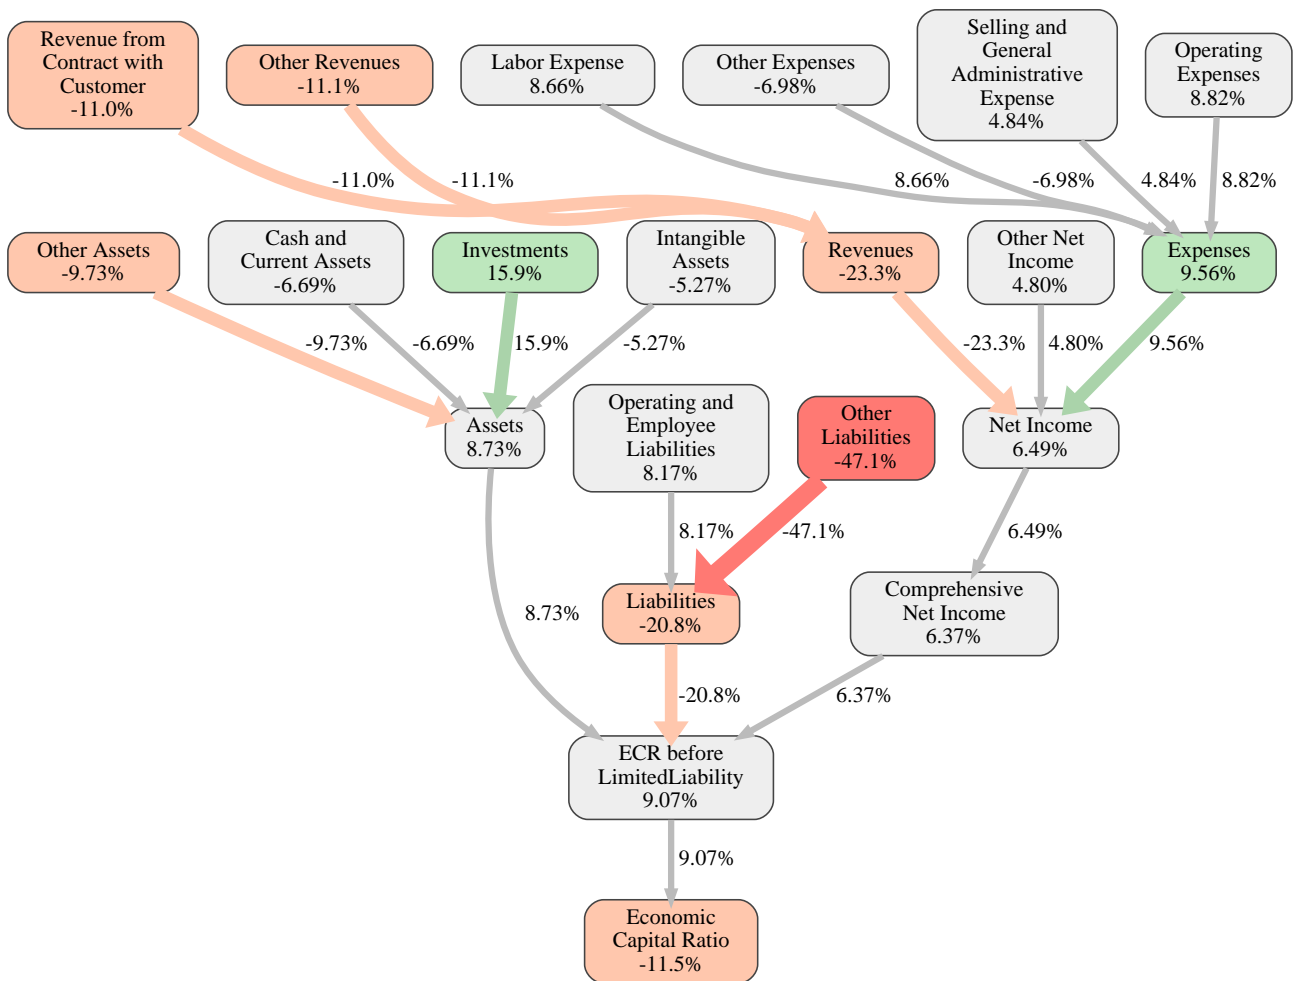 Revenue from
Contract with
Customer
-11.0%
Other Revenues
-11.1%
Labor Expense
8.66%
Other Expenses
-6.98%
Selling and
General
Administrative
Expense
4.84%
Operating
Expenses
8.82%
-11.0%
-11.1%
8.66%
-6.98%
4.84%
8.82%
Other Assets
-9.73%
Cash and
Current Assets
-6.69%
Investments
15.9%
Intangible
Assets
-5.27%
Revenues
-23.3%
Other Net
Income
4.80%
Expenses
9.56%
-9.73%
-6.69%
15.9%
-5.27%
-23.3%
4.80%
9.56%
Assets
8.73%
Operating and
Employee
Liabilities
8.17%
Other
Liabilities
-47.1%
Net Income
6.49%
8.17%
-47.1%
6.49%
8.73%
Liabilities
-20.8%
Comprehensive
Net Income
6.37%
-20.8%
6.37%
ECR before
LimitedLiability
9.07%
9.07%
Economic
Capital Ratio
-11.5%